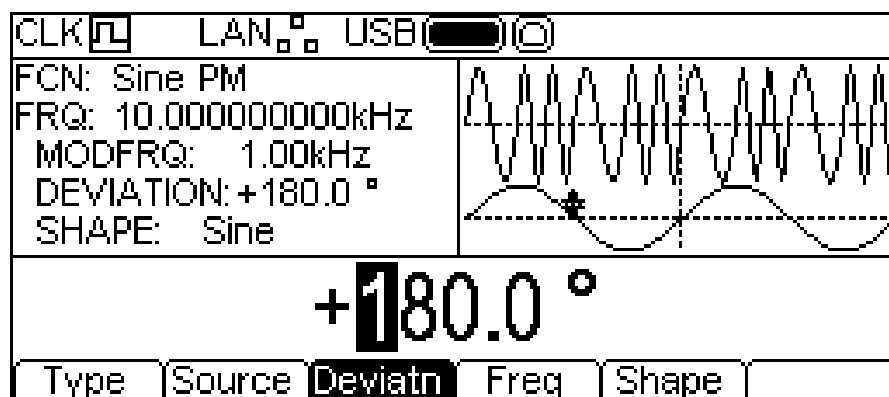 CLK LAN USB
FCN: Sine PM
FRQ: 10.000000000kHz
MODFRQ: 1.00kHz
DEVIATION: +180.0 °
SHAPE: Sine
+180.0 °
Type Source Deviatn Freq Shape